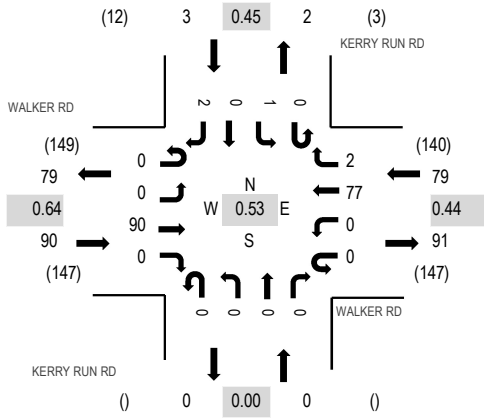 (12) 3 0.45 2 (3)
KERRY RUN RD
WALKER RD
2 0 1 0
(149) 0 2 (140)
79 0 N 77 79
0.64 W 0.53 E 0.44
90 90 S 0 91
(147) 0 0 (147)
0 0 0 0
WALKER RD
KERRY RUN RD
() 0 0.00 0 ()